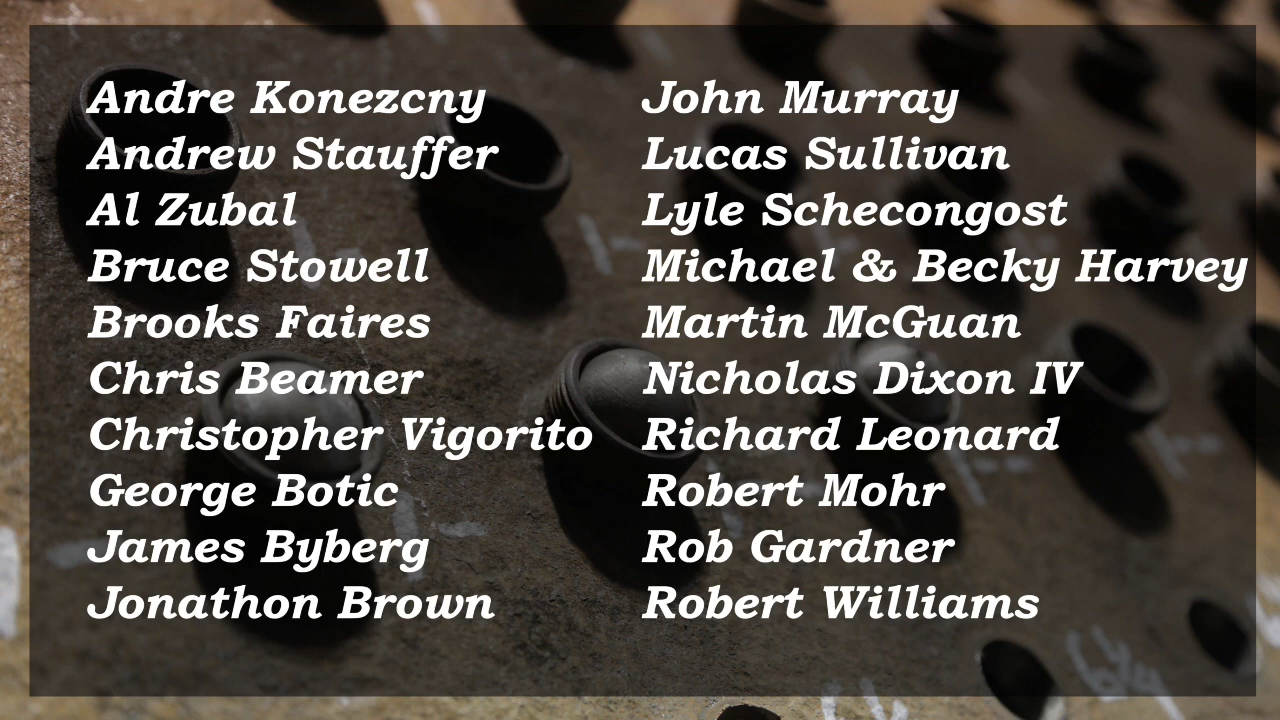 Andre Konezcny
Andrew Stauffer
Al Zubal
Bruce Stowell
Brooks Faires
Chris Beamer
Christopher Vigorito
George Botic
James Byberg
Jonathon Brown
John Murray
Lucas Sullivan
Lyle Schecongost
Michael & Becky Harvey
Martin McGuan
Nicholas Dixon IV
Richard Leonard
Robert Mohr
Rob Gardner
Robert Williams